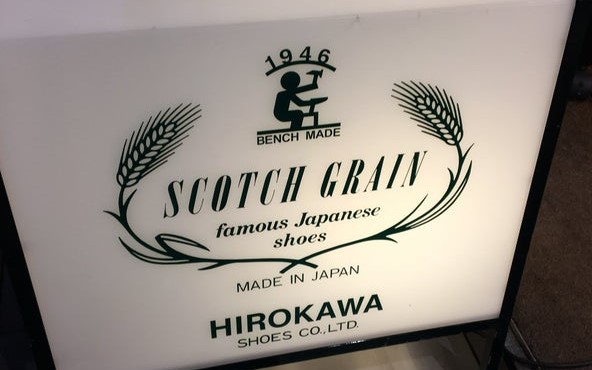 1946
BENCH MADE
SCOTCH GRAIN
famous Japanese
shoes
MADE IN JAPAN
HIROKAWA
SHOES CO.,LTD.